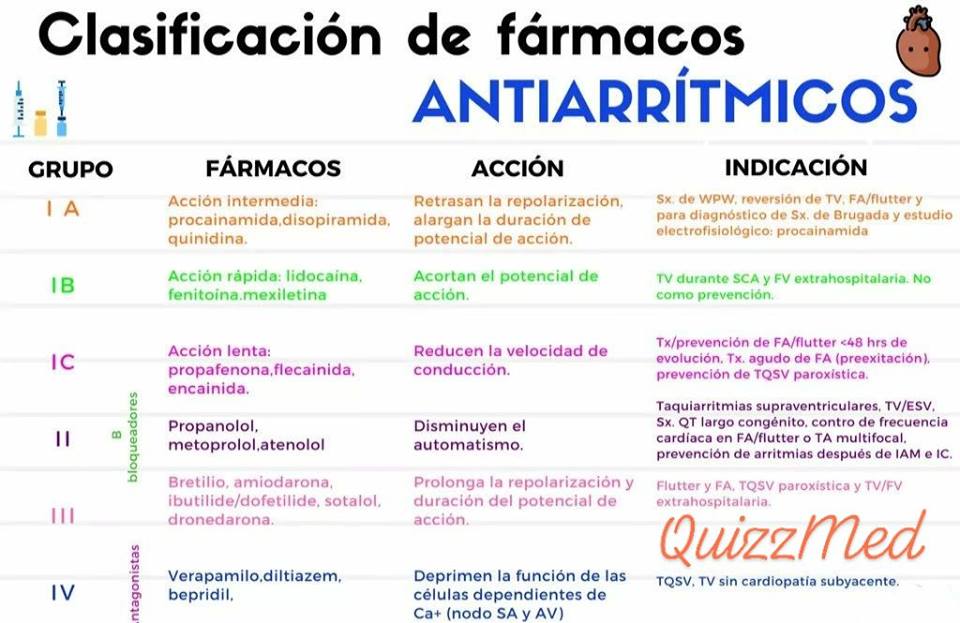 Clasificación de fármacos
ANTIARRÍTMICOS
GRUPO FÁRMACOS ACCIÓN INDICACIÓN
I A
Acción intermedia:
procainamida,disopiramida,
quinidina.
Retrasan la repolarización,
alargan la duración de
potencial de acción.
Sx. de WPW, reversión de TV, FA/flutter y
para diagnóstico de Sx. de Brugada y estudio
electrofisiológico: procainamida
IB
Acción rápida: lidocaína,
fenitoína.mexiletina
Acortan el potencial de
acción.
TV durante SCA y FV extrahospitalaria. No
como prevención.
IC
Acción lenta:
propafenona,flecainida,
encainida.
Reducen la velocidad de
conducción.
Tx/prevención de FA/flutter <48 hrs de
evolución, Tx. agudo de FA (preexitación),
prevención de TQSV paroxística.
II
B
bloqueadores
Propanolol,
metoprolol,atenolol
Disminuyen el
automatismo.
Taquiarritmias supraventriculares, TV/ESV,
Sx. QT largo congénito, contro de frecuencia
cardíaca en FA/flutter o TA multifocal,
prevención de arritmias después de IAM e IC.
III
Bretilio, amiodarona,
ibutilide/dofetilide, sotalol,
dronedarona.
Prolonga la repolarización y
duración del potencial de
acción.
Flutter y FA, TQSV paroxística y TV/FV
extrahospitalaria.
QuizzMed
IV
ntagonistas
Verapamilo,diltiazem,
bepridil,
Deprimen la función de las
células dependientes de
Ca+ (nodo SA y AV)
TQSV, TV sin cardiopatía subyacente.